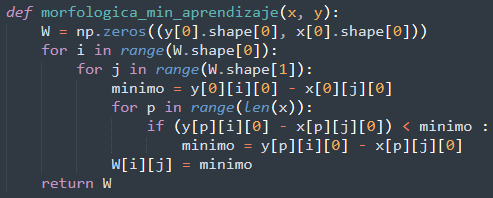 def morfologica_min_aprendizaje(x, y):
    W = np.zeros((y[0].shape[0], x[0].shape[0]))
    for i in range(W.shape[0]):
        for j in range(W.shape[1]):
            minimo = y[0][i][0] - x[0][j][0]
            for p in range(len(x)):
                if (y[p][i][0] - x[p][j][0]) < minimo :
                    minimo = y[p][i][0] - x[p][j][0]
            W[i][j] = minimo
    return W